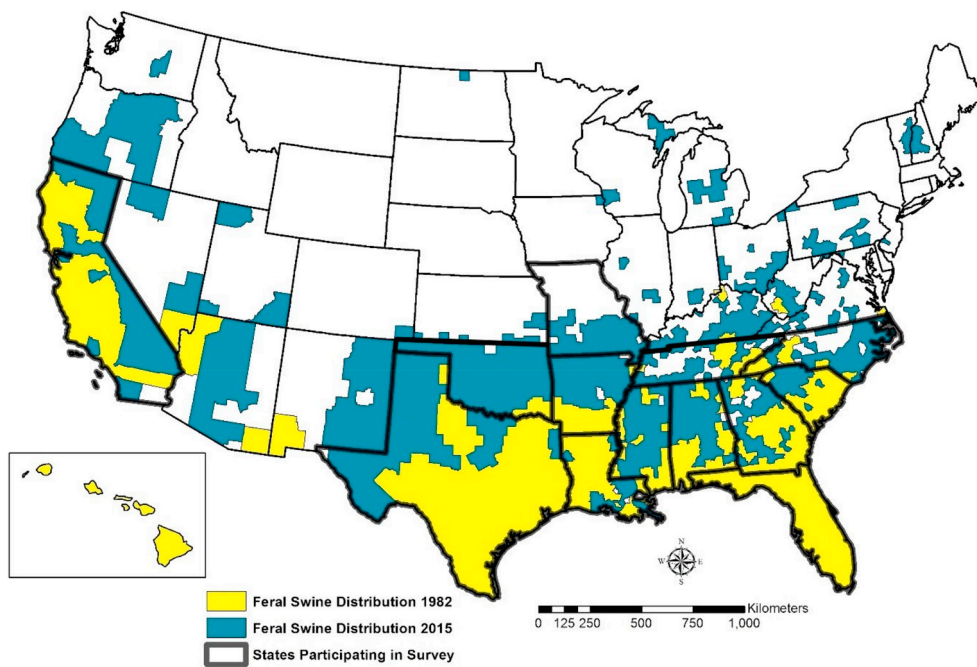 N
W
E
S
Feral Swine Distribution 1982
Feral Swine Distribution 2015
States Participating in Survey
Kilometers
0 125 250 500 750 1,000